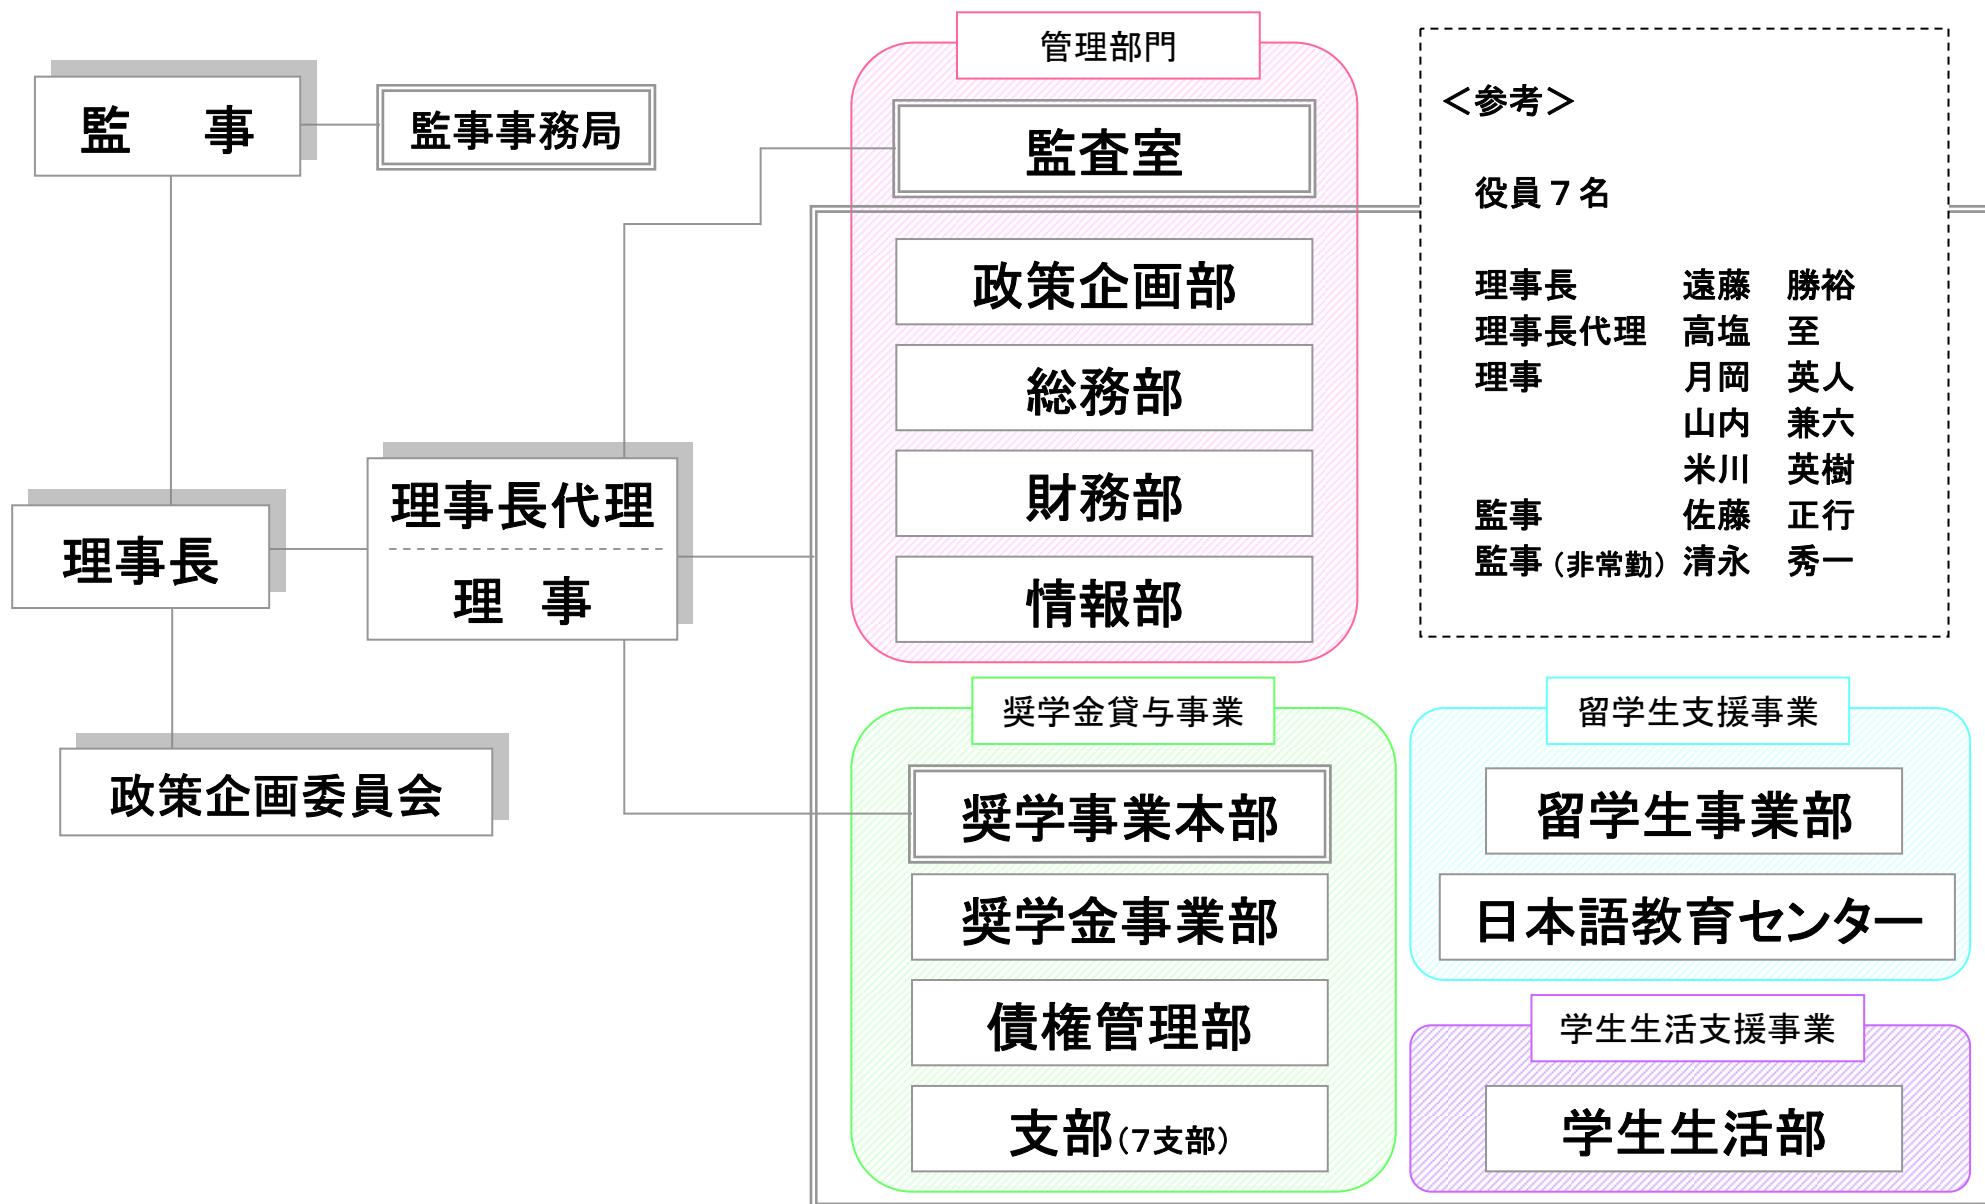 監　事
監事事務局
理事長
理事長代理
理　事
政策企画委員会
管理部門
監査室
政策企画部
総務部
財務部
情報部
＜参考＞
役員７名
理事長　遠藤　勝裕
理事長代理　高塩　至
理事　月岡　英人
山内　兼六
米川　英樹
監事　佐藤　正行
監事（非常勤）清永　秀一
奨学金貸与事業
奨学事業本部
奨学金事業部
債権管理部
支部（7支部）
留学生支援事業
留学生事業部
日本語教育センター
学生生活支援事業
学生生活部